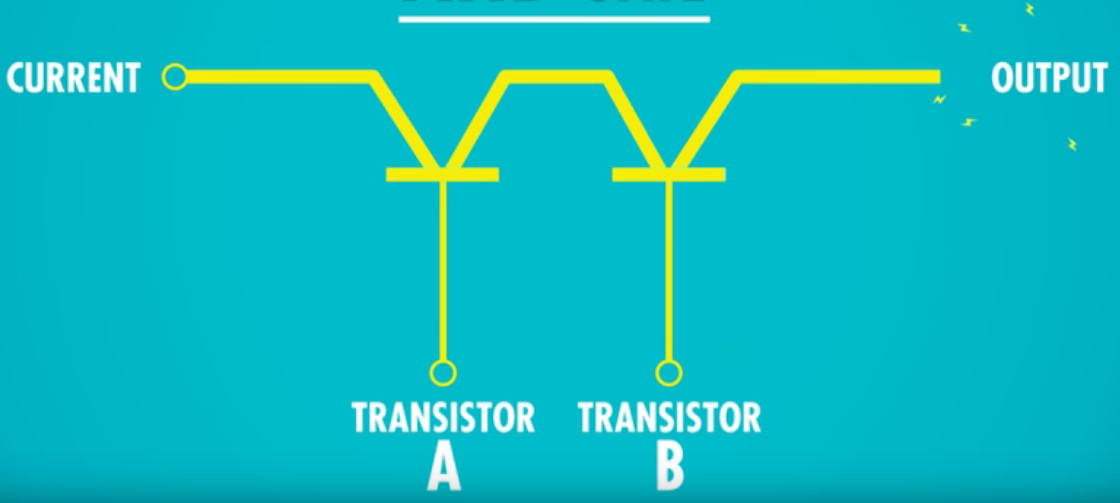 CURRENT
OUTPUT
TRANSISTOR
A
TRANSISTOR
B